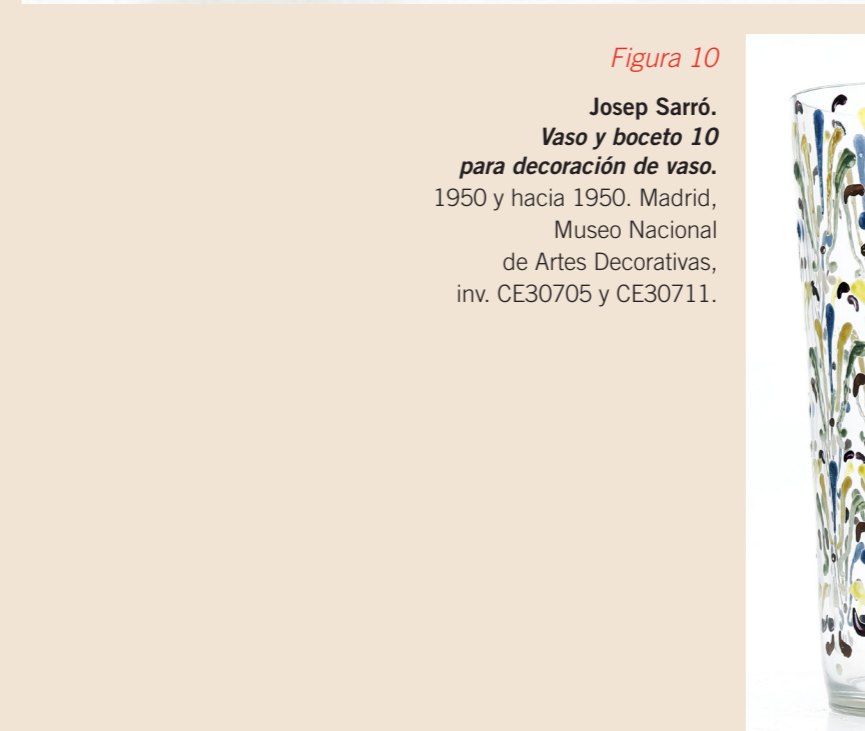 Figura 10
Josep Sarró.
Vaso y boceto 10
para decoración de vaso.
1950 y hacia 1950. Madrid,
Museo Nacional
de Artes Decorativas,
inv. CE30705 y CE30711.